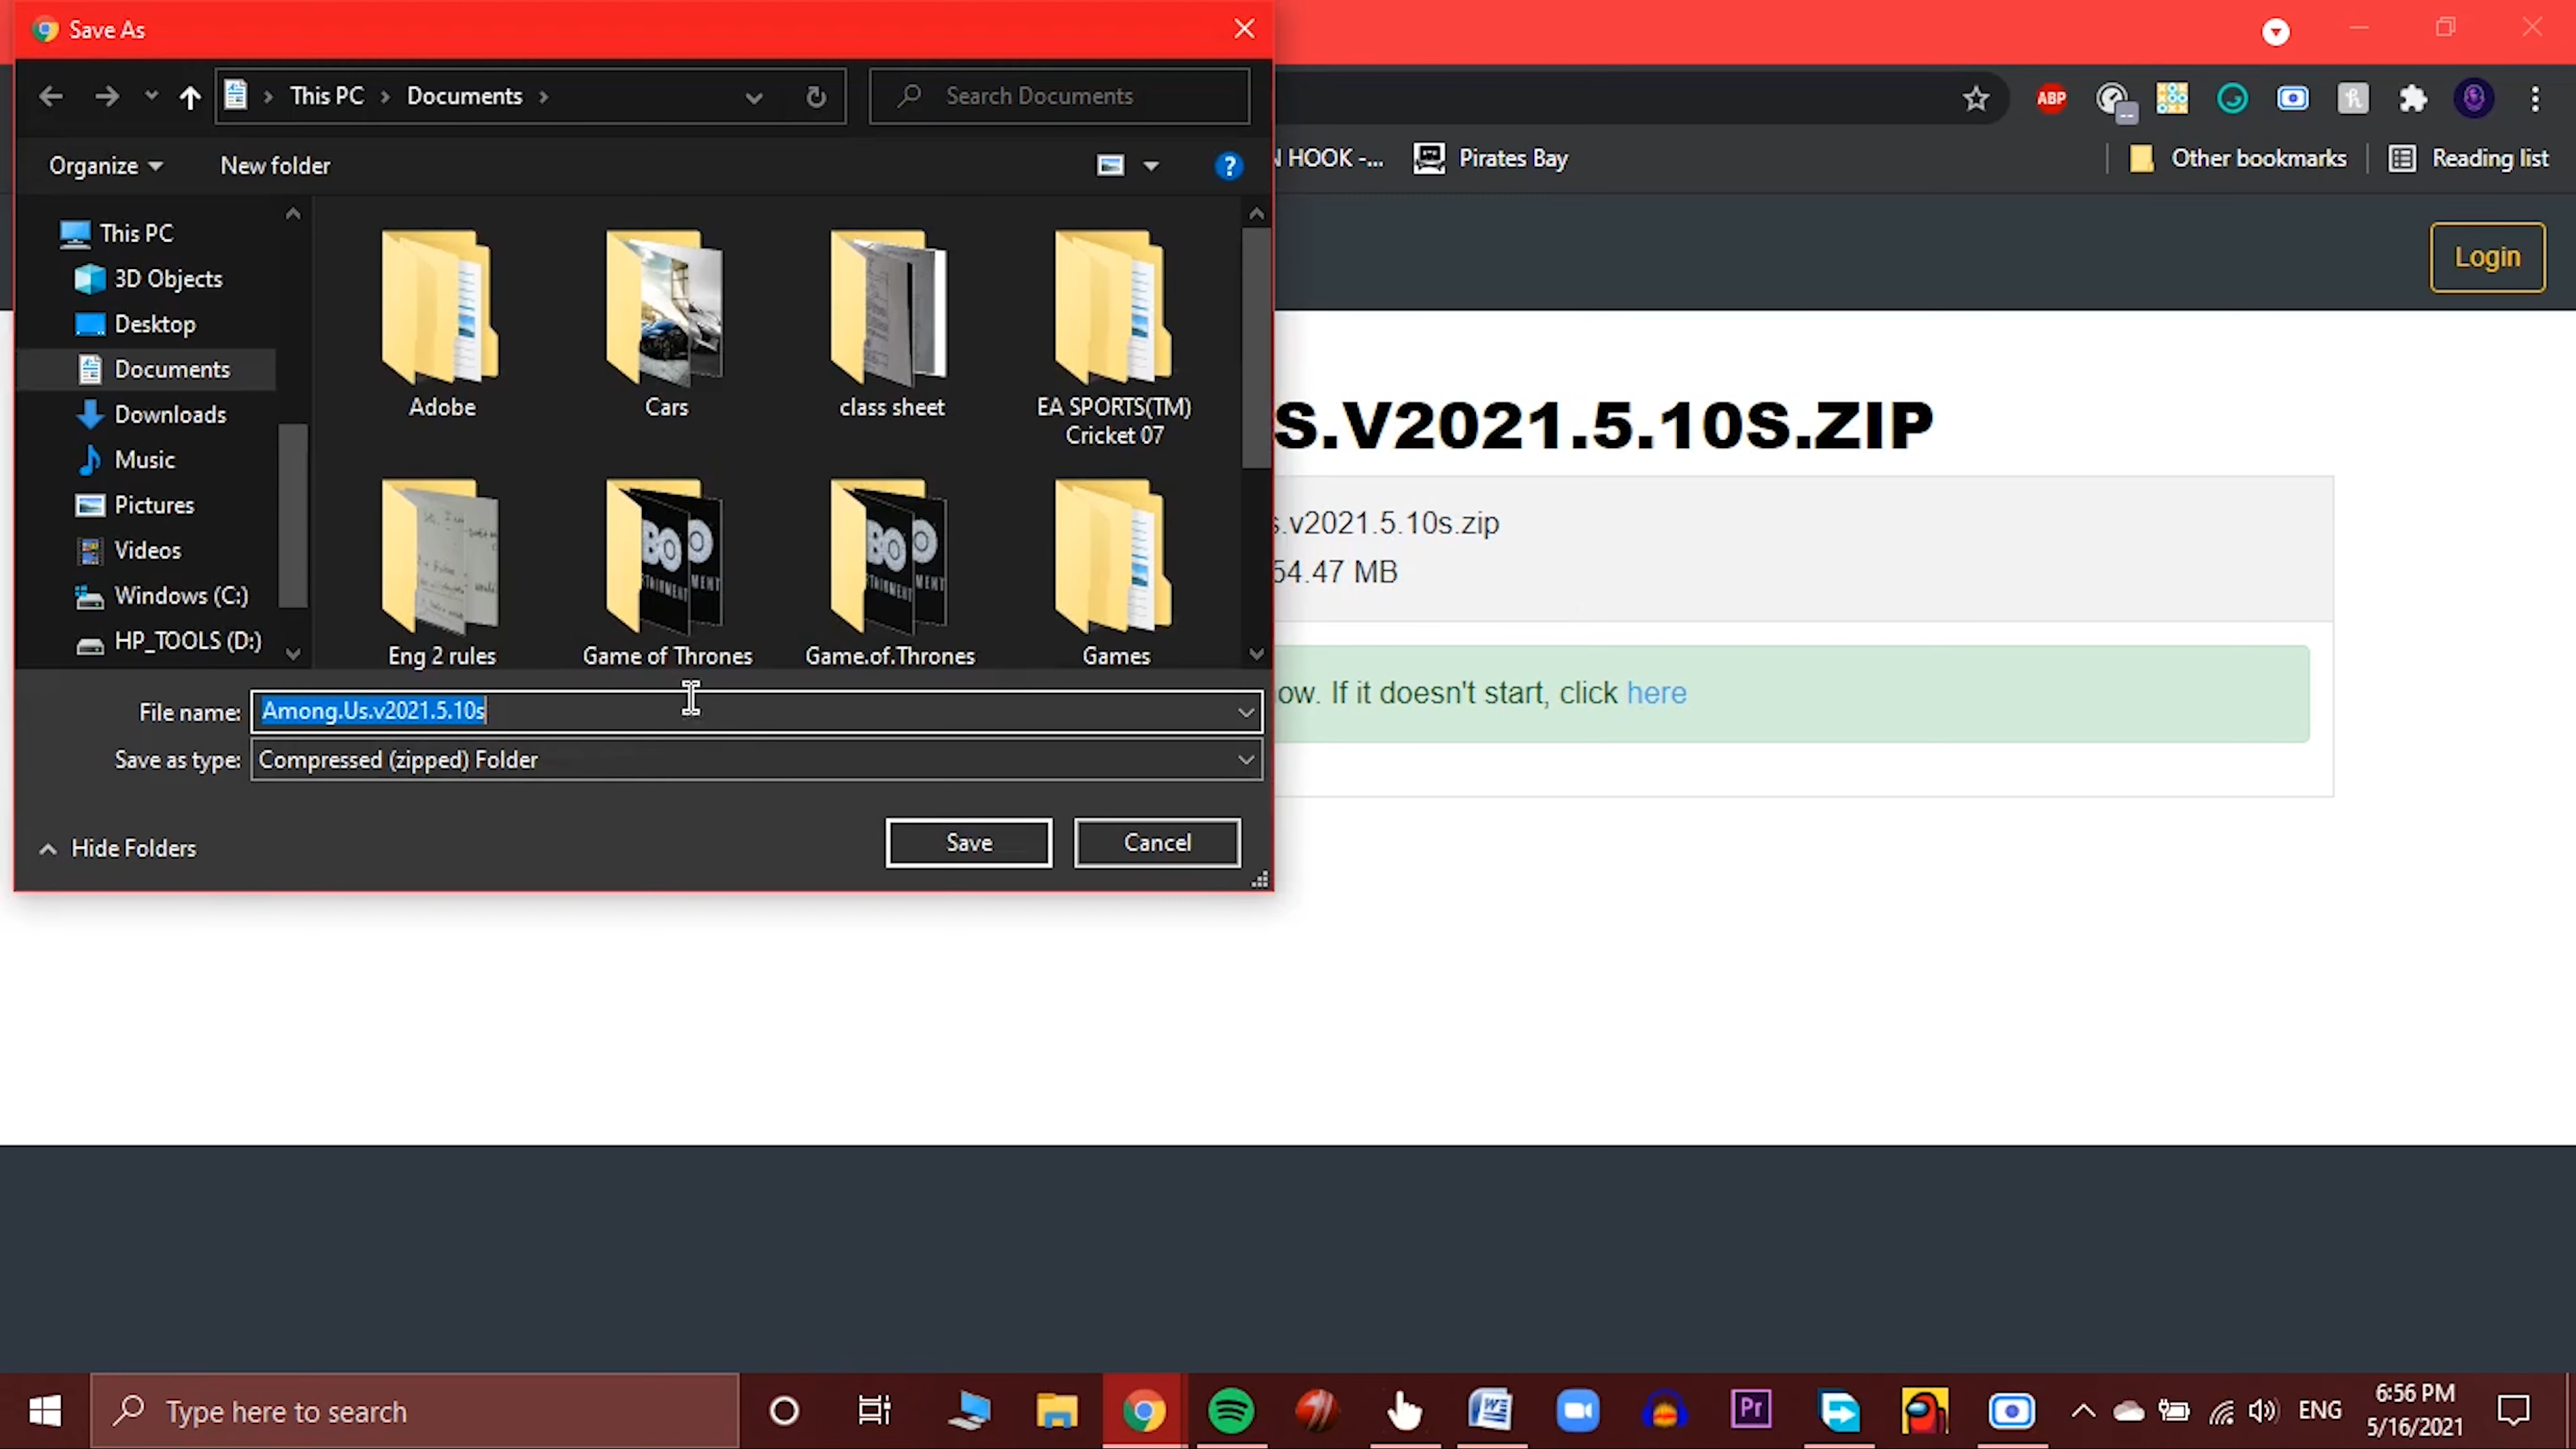 Save As
This PC
Documents
Search Documents
Organize
New folder
?
This PC
3D Objects
Desktop
Documents
Downloads
Music
Pictures
Videos
Windows (C:)
HP_TOOLS (D:)
Adobe
Cars
class sheet
EA SPORTS(TM)
Cricket 07
Eng 2 rules
Game of Thrones
Game.of.Thrones
Games
File name: Among.Us.v2021.5.10s
Save as type: Compressed (zipped) Folder
Hide Folders
Save
Cancel
ABP
HOOK -...
Pirates Bay
Other bookmarks
Reading list
Login
S.V2021.5.10S.ZIP
s.v2021.5.10s.zip
54.47 MB
ow. If it doesn't start, click here
Type here to search
Pr
ENG
6:56 PM
5/16/2021